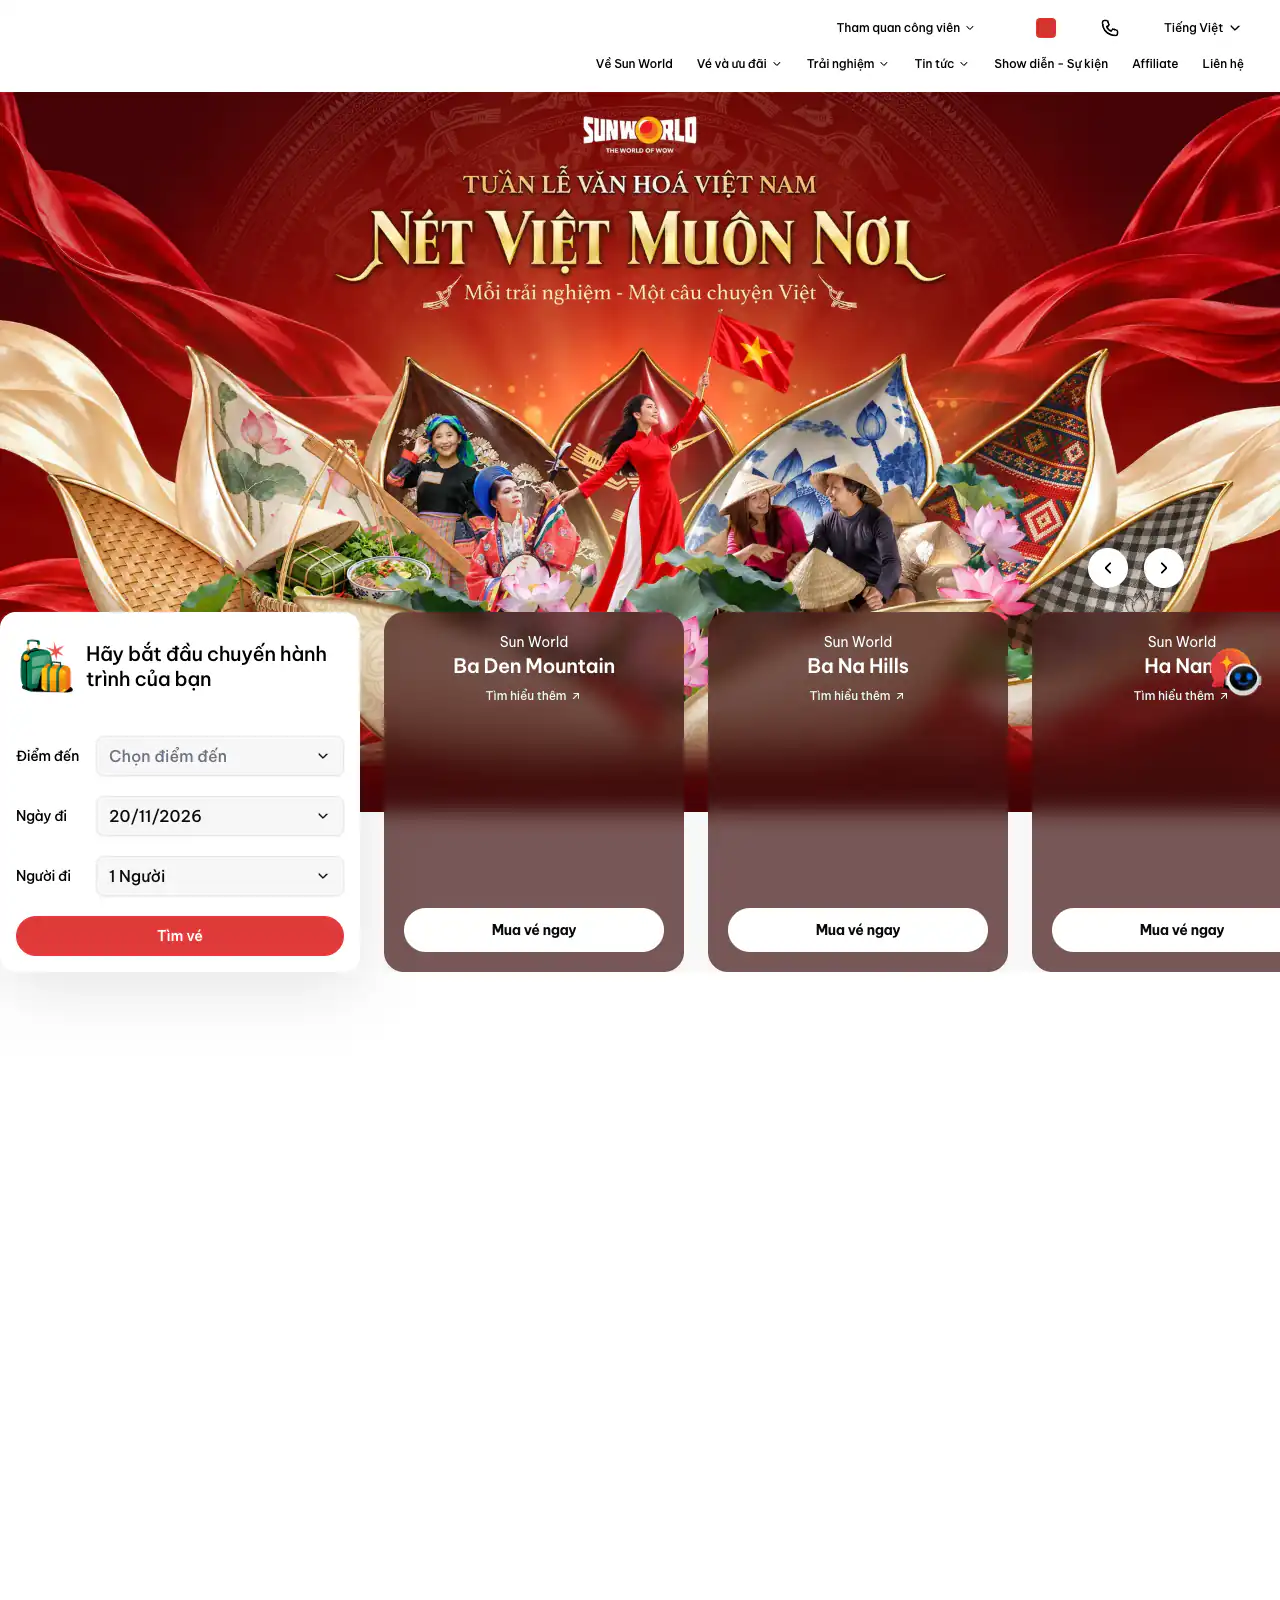 Tham quan công viên
Tiếng Việt
Về Sun World
Vé và ưu đãi
Trải nghiệm
Tin tức
Show diễn - Sự kiện
Affiliate
Liên hệ
SUNWORLD
THE WORLD OF WOW
TUẦN LỄ VĂN HOÁ VIỆT NAM
NÉT VIỆT MUÔN NƠI
Mỗi trải nghiệm - Một câu chuyện Việt
Hãy bắt đầu chuyến hành
trình của bạn
Điểm đến
Chọn điểm đến
Ngày đi
20/11/2026
Người đi
1 Người
Tìm vé
Sun World
Ba Den Mountain
Tìm hiểu thêm
Mua vé ngay
Sun World
Ba Na Hills
Tìm hiểu thêm
Mua vé ngay
Sun World
Ha Nam
Tìm hiểu thêm
Mua vé ngay